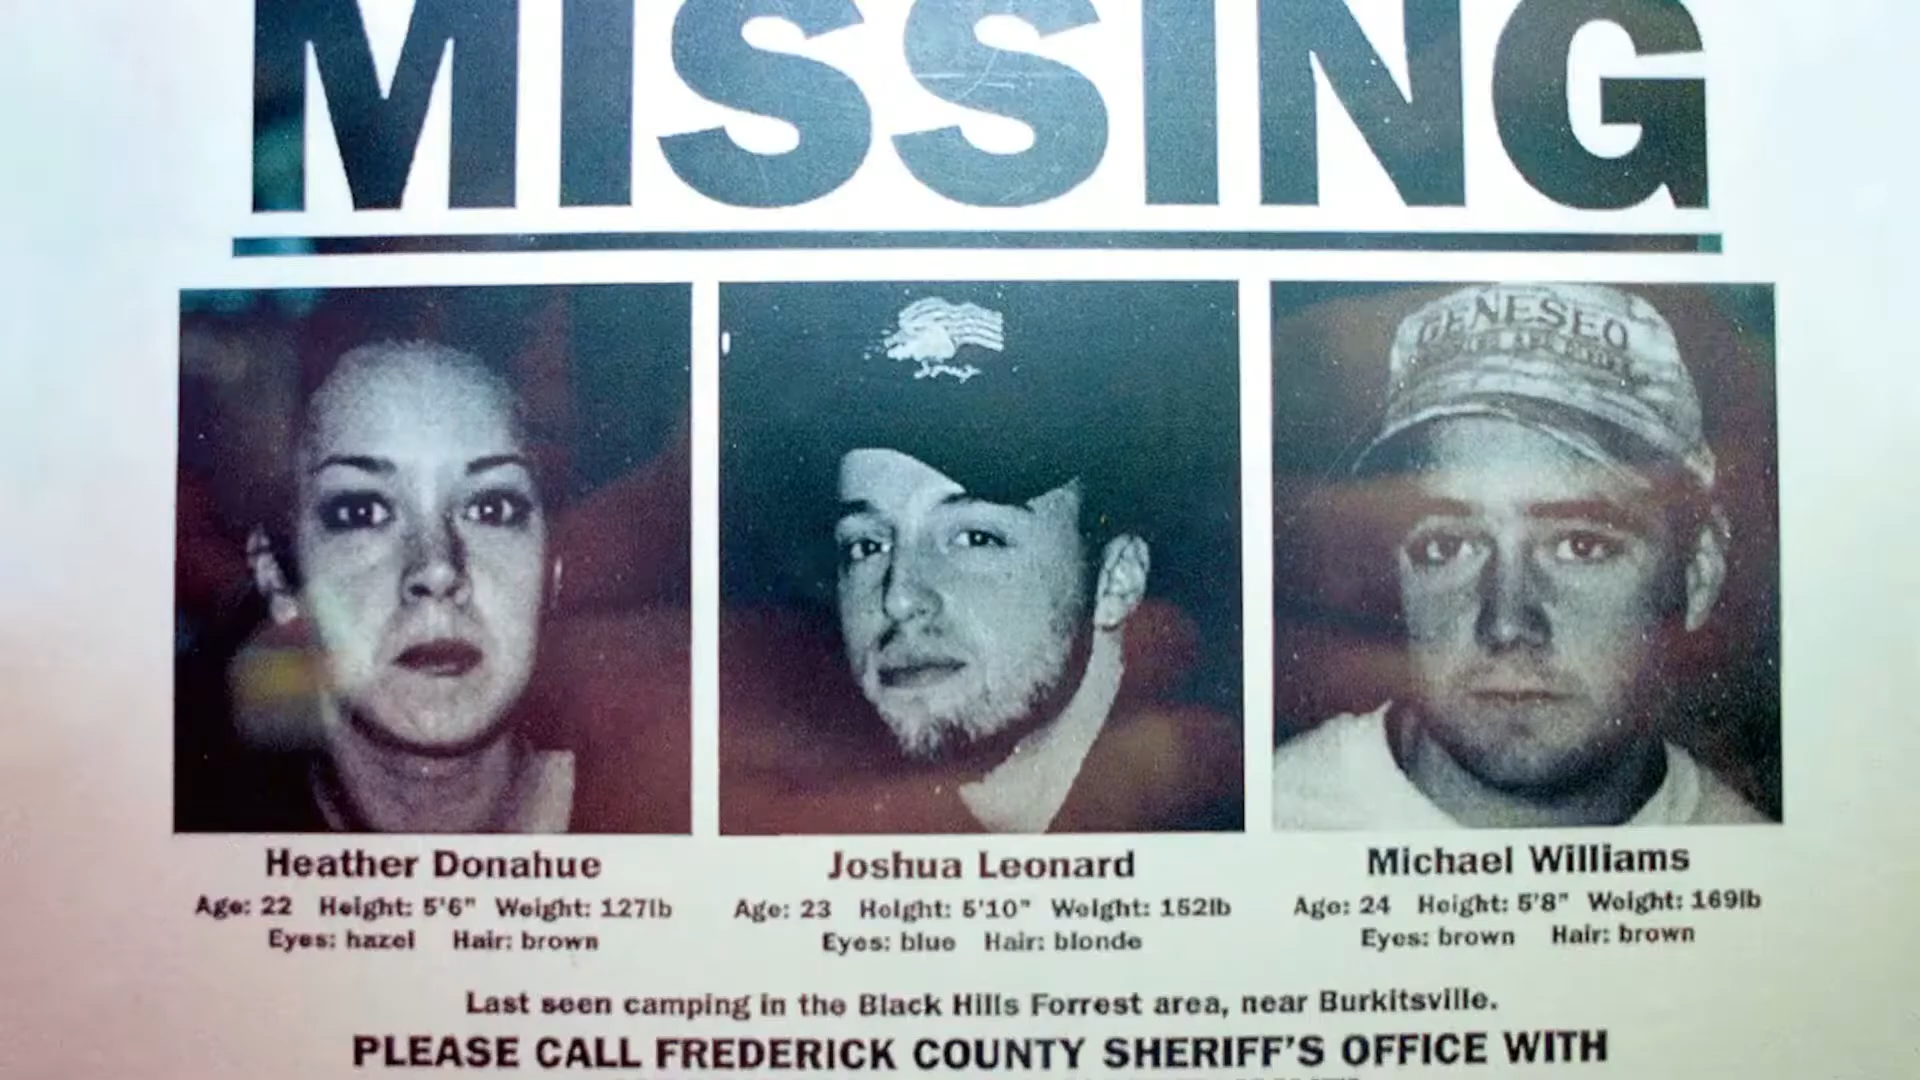 MISSING
GENESEO
Heather Donahue
Joshua Leonard
Michael Williams
Age: 22 Height: 5'6" Weight: 127lb
Eyes: hazel Hair: brown
Age: 23 Height: 5'10" Weight: 152lb
Eyes: blue Hair: blonde
Age: 24 Height: 5'8" Weight: 169lb
Eyes: brown Hair: brown
Last seen camping in the Black Hills Forrest area, near Burkitsville.
PLEASE CALL FREDERICK COUNTY SHERIFF'S OFFICE WITH